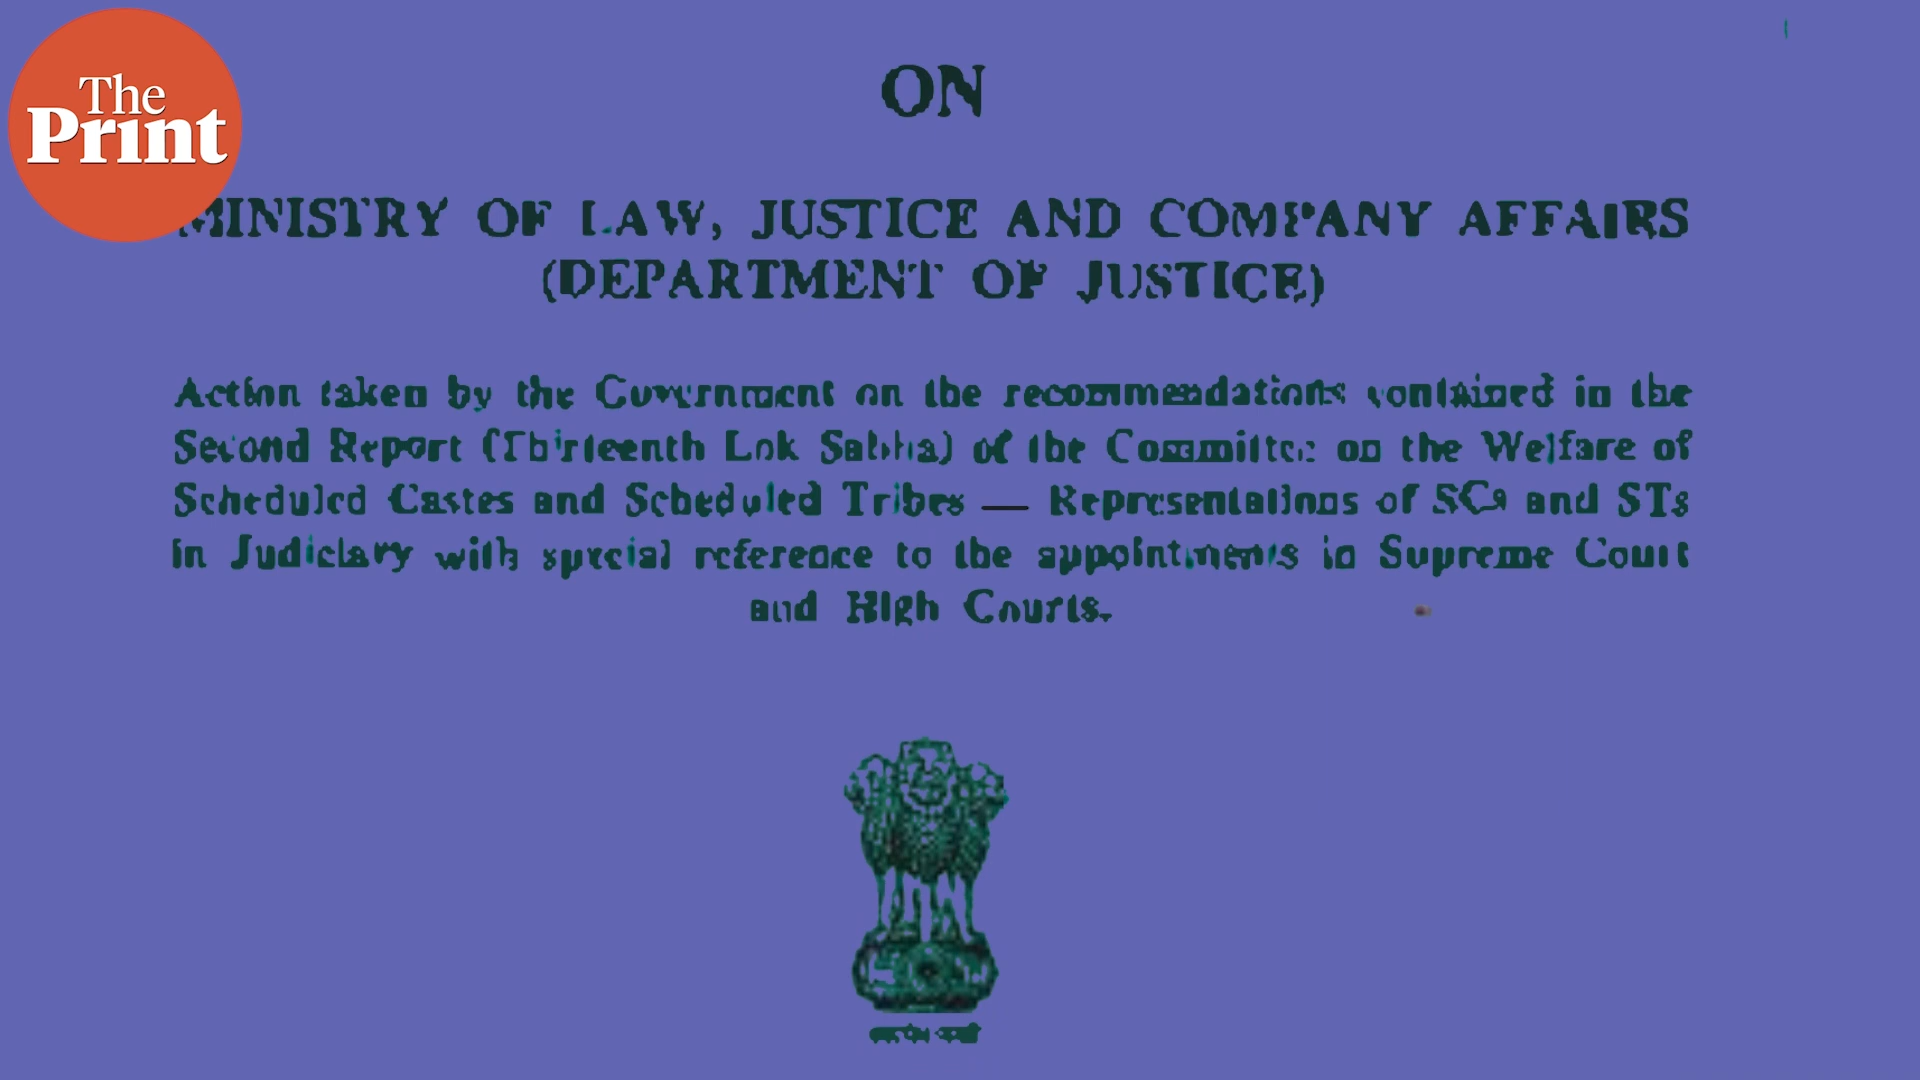 The
Print
ON
MINISTRY OF LAW, JUSTICE AND COMPANY AFFAIRS
(DEPARTMENT OF JUSTICE)
Action taken by the Government on the recommendations contained in the
Second Report (Thirteenth Lok Sabha) of the Committee on the Welfare of
Scheduled Castes and Scheduled Tribes — Representations of SCs and STs
in Judiciary with special reference to the appointments in Supreme Court
and High Courts.